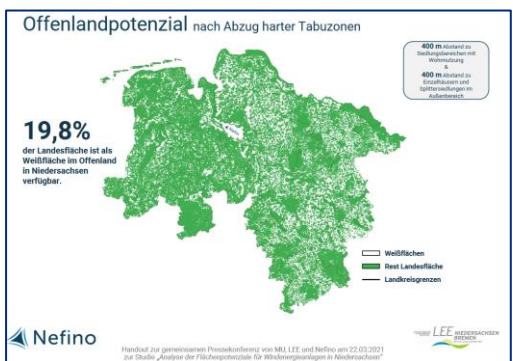 Offenlandpotenzial nach Abzug harter Tabuzonen
400 m Abstand zu
Siedlungsbereichen mit
Wohnnutzung
&
400 m Abstand zu
Einzelhäusern und
Splittersiedlungen im
Außenbereich
19,8%
der Landesfläche ist als
Weißfläche im Offenland
in Niedersachsen
verfügbar.
Nefino
Weißflächen
Rest Landesfläche
Landkreisgrenzen
Nefino
Handout zur gemeinsamen Pressekonferenz von MU, LEE und Nefino am 22.03.2021
zur Studie „Analyse der Flächenpotenziale für Windenergieanlagen in Niedersachsen"
LEE NIEDERSACHSEN
BREMEN